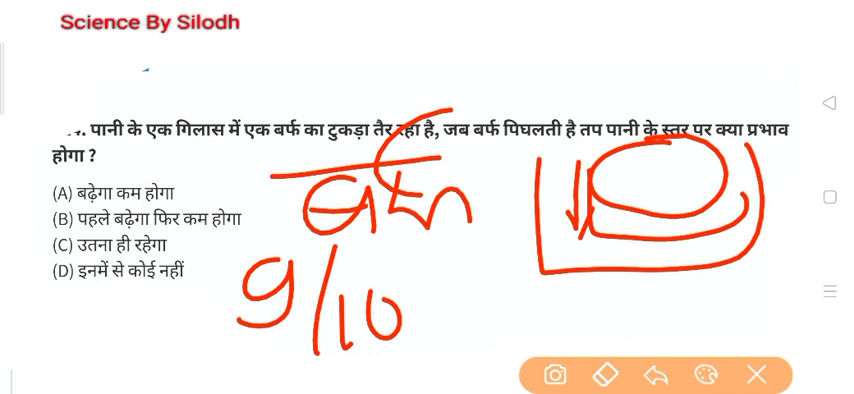 Science By Silodh
पानी के एक गिलास में एक बर्फ का टुकड़ा तैर रहा है, जब बर्फ पिघलती है तप पानी के स्तर पर क्या प्रभाव
होगा ?
(A) बढ़ेगा कम होगा
(B) पहले बढ़ेगा फिर कम होगा
(C) उतना ही रहेगा
(D) इनमें से कोई नहीं
बर्फ
9/10